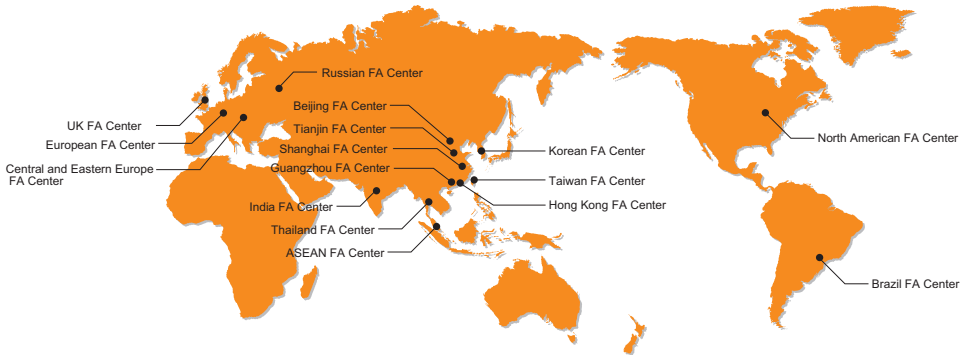 Russian FA Center
UK FA Center
European FA Center
Central and Eastern Europe
FA Center
Beijing FA Center
Tianjin FA Center
Shanghai FA Center
Guangzhou FA Center
India FA Center
Thailand FA Center
ASEAN FA Center
Korean FA Center
Taiwan FA Center
Hong Kong FA Center
North American FA Center
Brazil FA Center